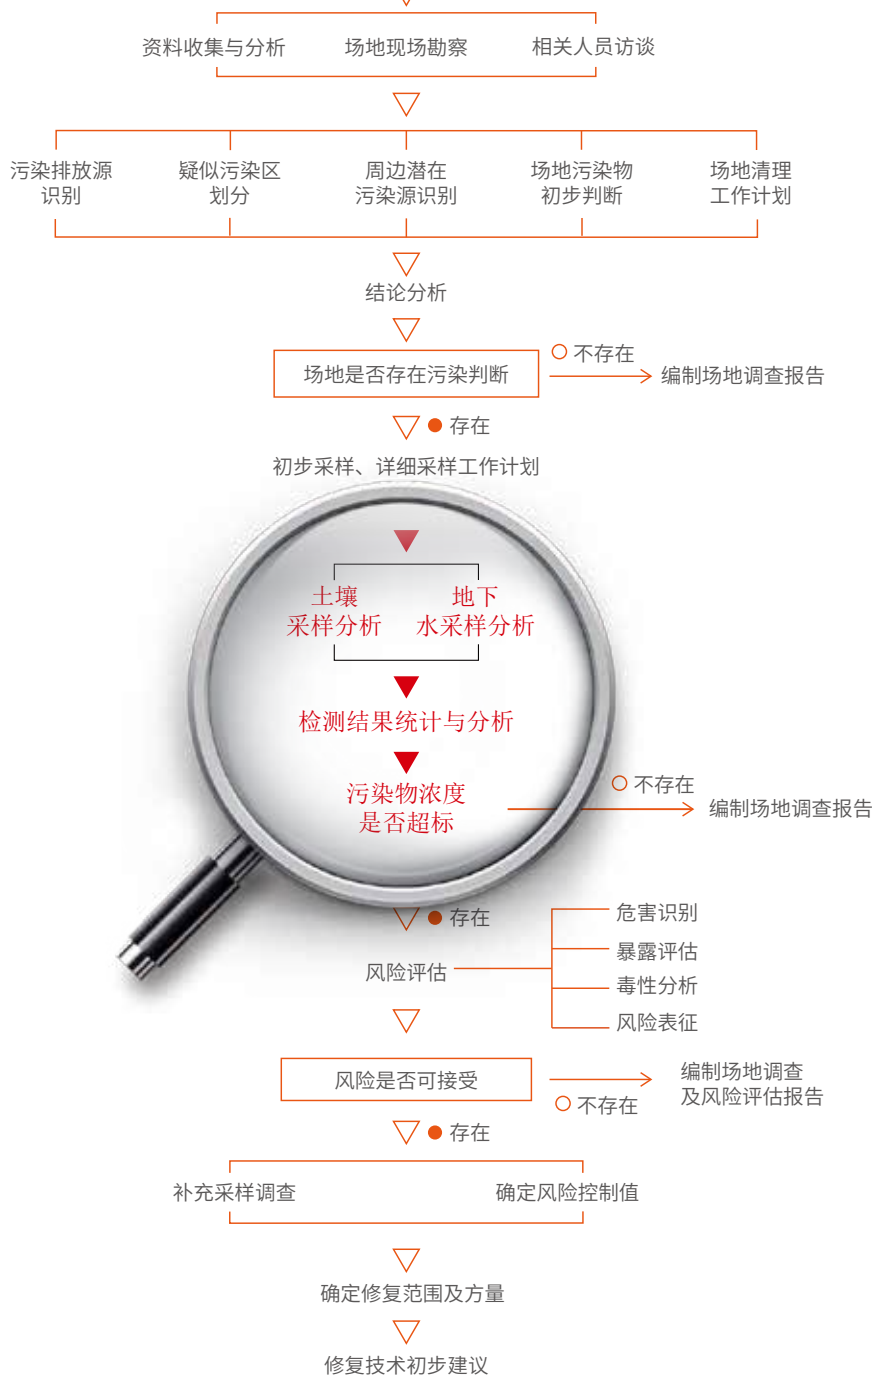 资料收集与分析
场地现场勘察
相关人员访谈
污染排放源
识别
疑似污染区
划分
周边潜在
污染源识别
场地污染物
初步判断
场地清理
工作计划
结论分析
场地是否存在污染判断
不存在
编制场地调查报告
存在
初步采样、详细采样工作计划
土壤
采样分析
地下
水采样分析
检测结果统计与分析
污染物浓度
是否超标
不存在
编制场地调查报告
存在
风险评估
危害识别
暴露评估
毒性分析
风险表征
风险是否可接受
不存在
编制场地调查
及风险评估报告
存在
补充采样调查
确定风险控制值
确定修复范围及方量
修复技术初步建议